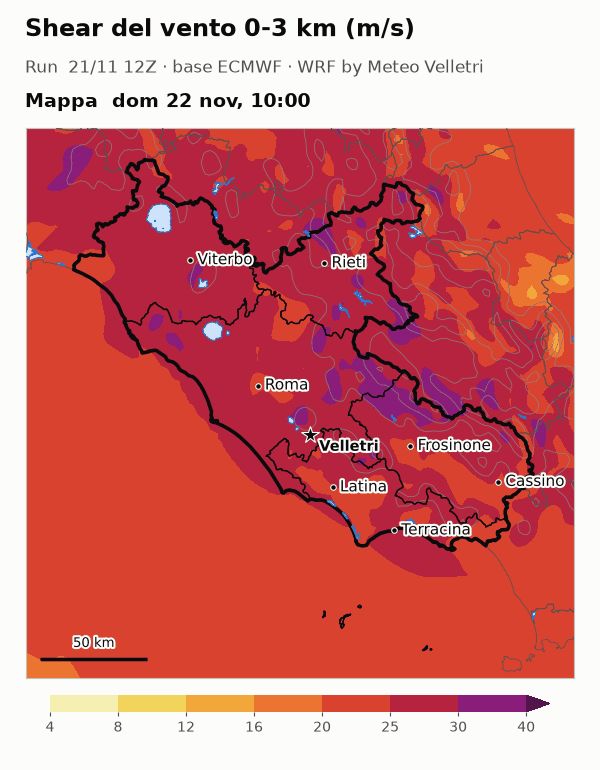 Shear del vento 0-3 km (m/s)
Run  21/11 12Z · base ECMWF · WRF by Meteo Velletri
Mappa  dom 22 nov, 10:00
Viterbo
Rieti
Roma
Velletri
Frosinone
Cassino
Latina
Terracina
50 km
4 8 12 16 20 25 30 40